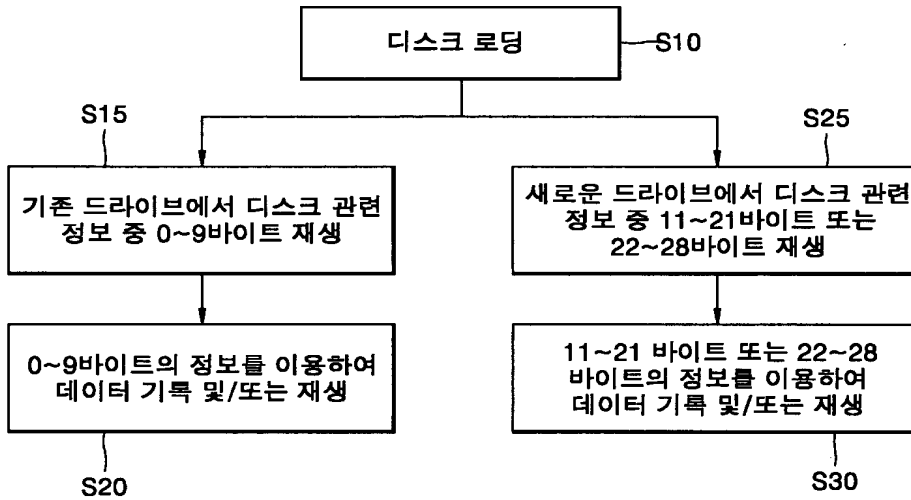 디스크 로딩
S10
S15
S25
기존 드라이브에서 디스크 관련
정보 중 0~9바이트 재생
새로운 드라이브에서 디스크 관련
정보 중 11~21바이트 또는
22~28바이트 재생
0~9바이트의 정보를 이용하여
데이터 기록 및/또는 재생
11~21 바이트 또는 22~28
바이트의 정보를 이용하여
데이터 기록 및/또는 재생
S20
S30